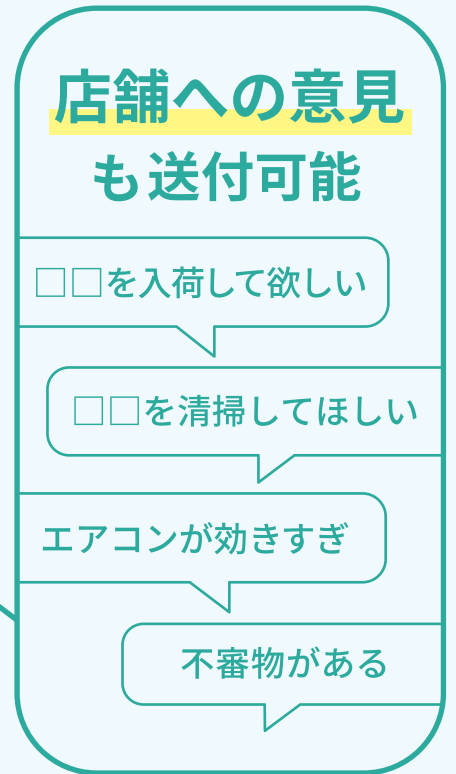 店舗への意見
も送付可能
□□を入荷して欲しい
□□を清掃してほしい
エアコンが効きすぎ
不審物がある